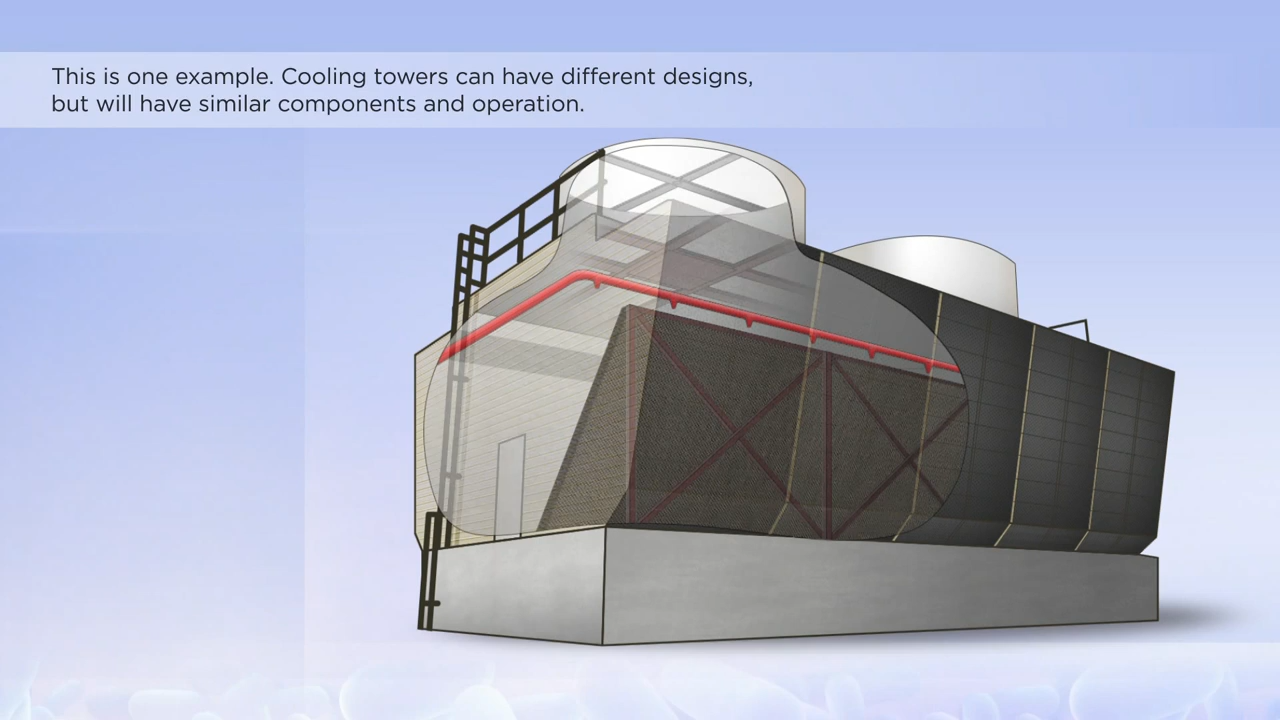 This is one example. Cooling towers can have different designs,
but will have similar components and operation.